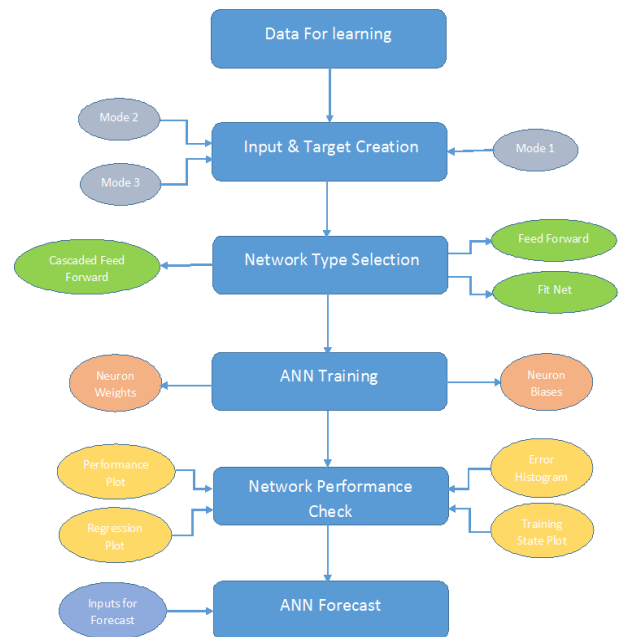 Data For learning
Mode 2
Input & Target Creation
Mode 1
Mode 3
Feed Forward
Cascaded Feed
Forward
Network Type Selection
Fit Net
Neuron
Weights
ANN Training
Neuron
Biases
Performance
Plot
Error
Histogram
Network Performance
Check
Regression
Plot
Training
State Plot
Inputs for
Forecast
ANN Forecast